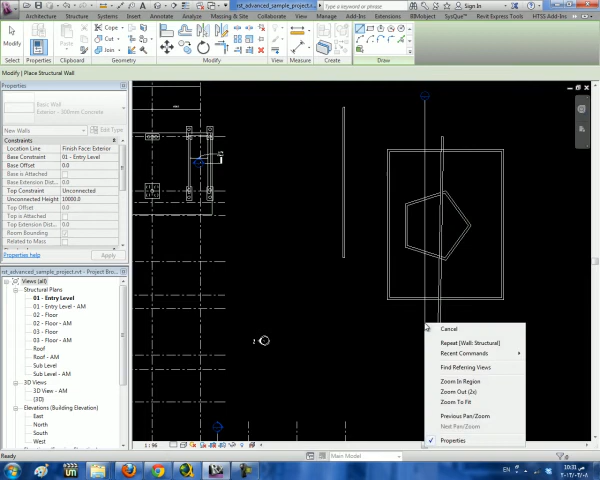 rst_advanced_sample_project.r...
Type a keyword or phrase
Sign In
Architecture
Structure
Systems
Insert
Annotate
Analyze
Massing & Site
Collaborate
View
Manage
Add-Ins
Extensions
BIMobject
SysQue™
Revit Express Tools
HTSS Add-Ins
Modify
Properties
Paste
Cope
Cut
Join
Modify
View
Measure
Create
Draw
Modify | Place Structural Wall
Properties
Basic Wall
Exterior - 300mm Concrete
New Walls
Edit Type
Constraints
Location Line Finish Face: Exterior
Base Constraint 01 - Entry Level
Base Offset 0.0
Base is Attached
Base Extension Dist... 0.0
Top Constraint Unconnected
Unconnected Height 10000.0
Top Offset 0.0
Top is Attached
Top Extension Dist... 0.0
Room Bounding
Related to Mass
Properties help
Apply
rst_advanced_sample_project.rvt - Project Bro...
Views (all)
Structural Plans
01 - Entry Level
01 - Entry Level - AM
02 - Floor
02 - Floor - AM
03 - Floor
03 - Floor - AM
Roof
Roof - AM
Sub Level
Sub Level - AM
3D Views
3D View - AM
{3D}
Elevations (Building Elevation)
East
North
South
West
Cancel
Repeat [Wall: Structural]
Recent Commands
Find Referring Views
Zoom In Region
Zoom Out (2x)
Zoom To Fit
Previous Pan/Zoom
Next Pan/Zoom
Properties
1 : 96
Ready
Main Model
EN
10:31 ص